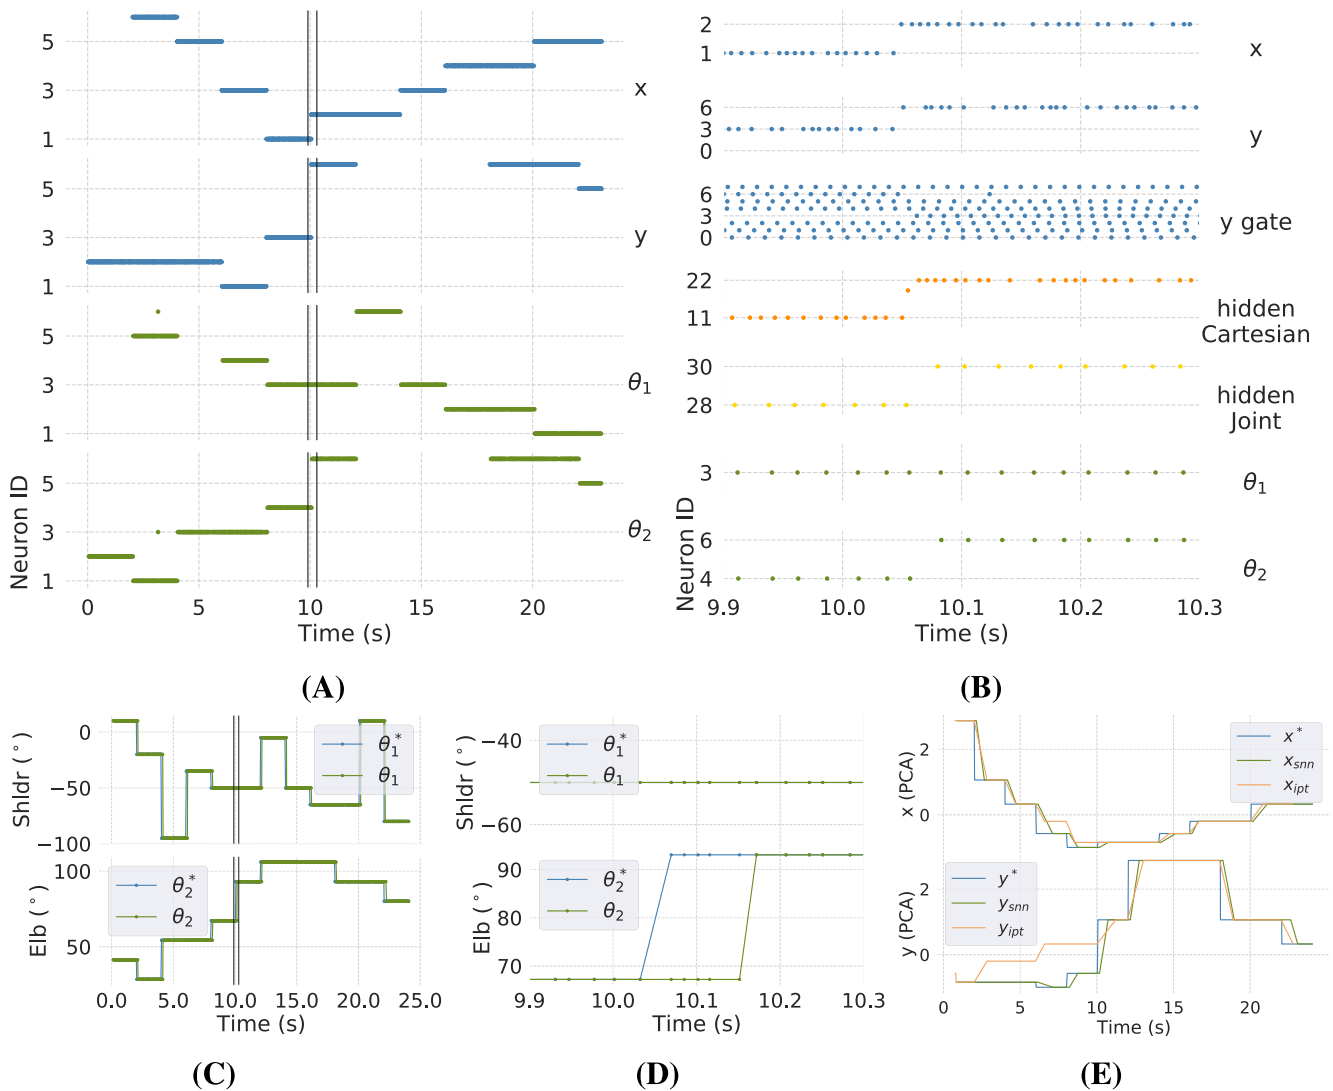 5
3
1
x
5
3
1
y
5
3
1
θ1
5
3
1
θ2
Neuron ID
0 5 10 15 20
Time (s)
(A)
2
1
x
6
3
0
y
6
3
0
y gate
22
11
hidden
Cartesian
30
28
hidden
Joint
3
θ1
6
4
θ2
Neuron ID
9.9 10.0 10.1 10.2 10.3
Time (s)
(B)
0
−50
−100
Shldr (°)
θ1*
θ1
100
50
Elb (°)
θ2*
θ2
0.0 5.0 10.0 15.0 20.0 25.0
Time (s)
(C)
−40
−60
Shldr (°)
θ1*
θ1
90
80
70
Elb (°)
θ2*
θ2
9.9 10.0 10.1 10.2 10.3
Time (s)
(D)
2
0
x (PCA)
x*
xsnn
xipt
2
0
y (PCA)
y*
ysnn
yipt
0 5 10 15 20
Time (s)
(E)